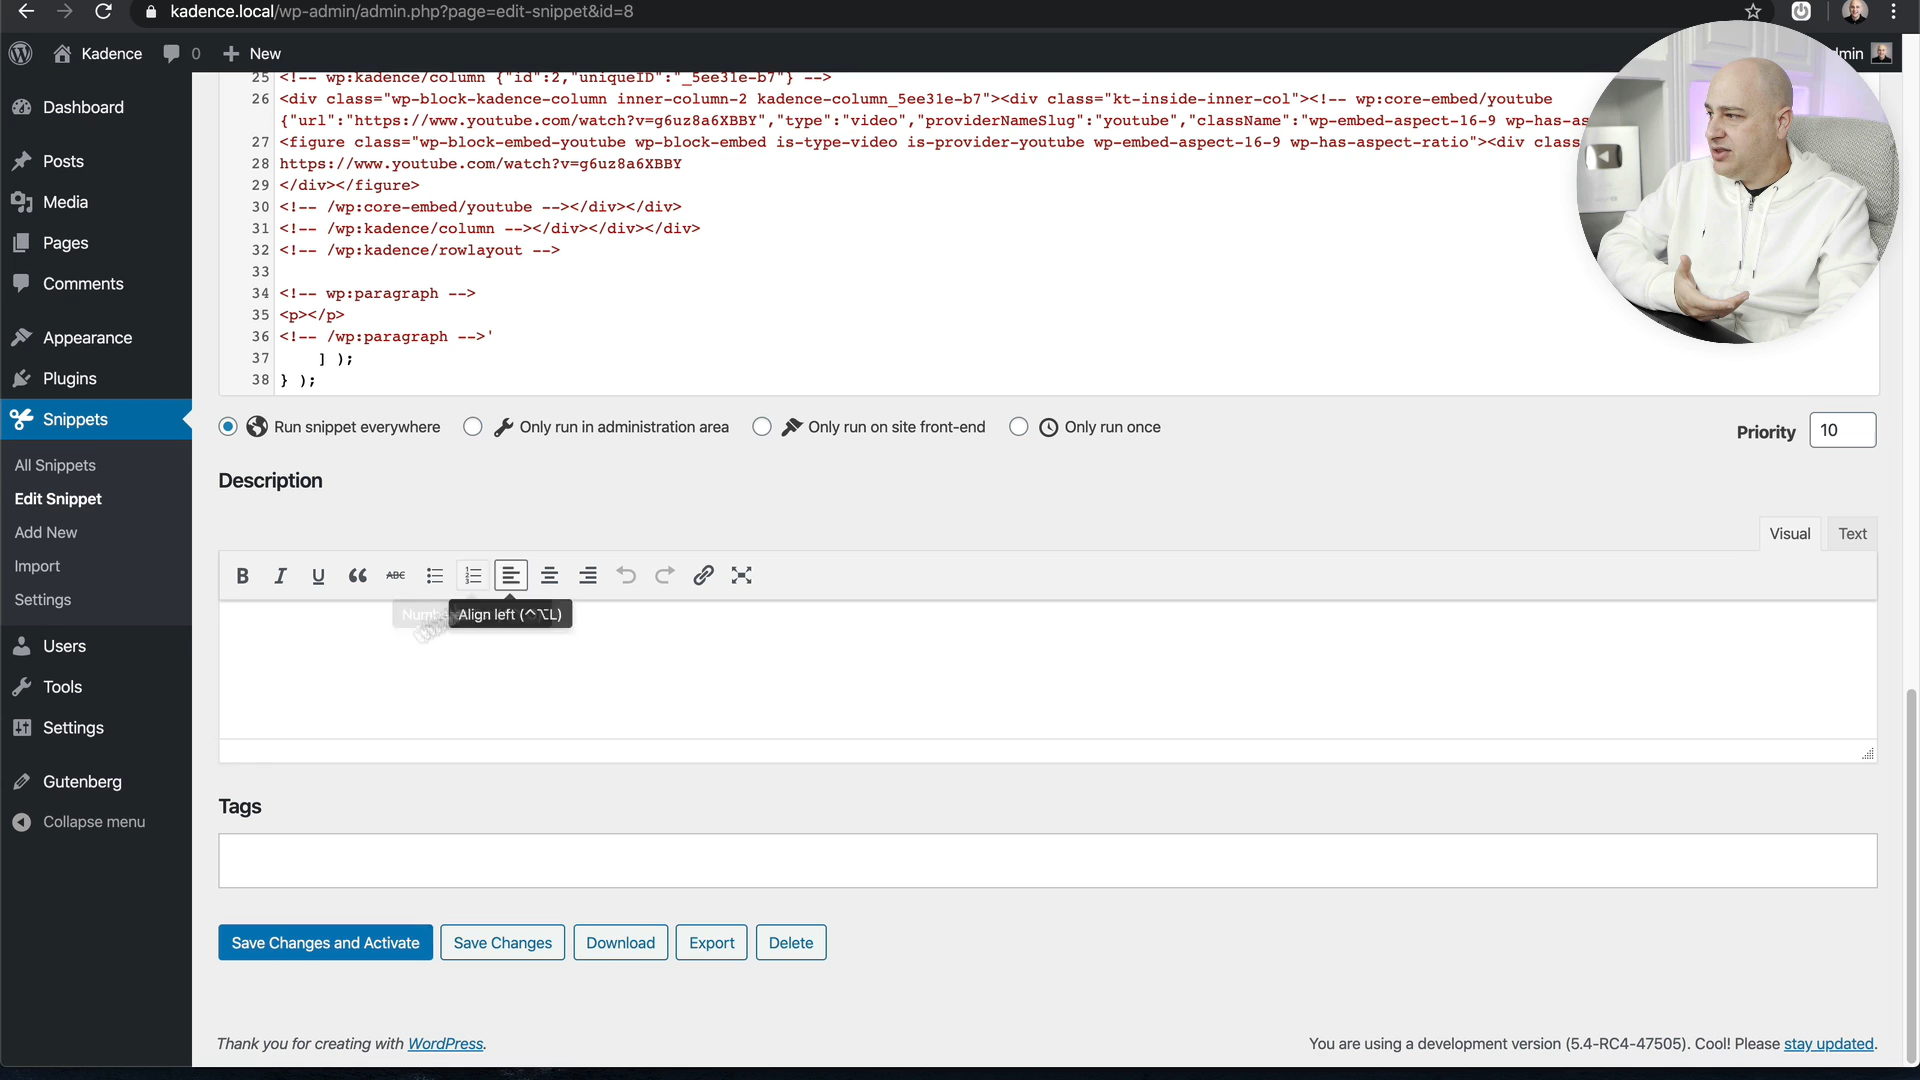 kadence.local/wp-admin/admin.php?page=edit-snippet&id=8
Kadence 0 New
Dashboard
Posts
Media
Pages
Comments
Appearance
Plugins
Snippets
All Snippets
Edit Snippet
Add New
Import
Settings
Users
Tools
Settings
Gutenberg
Collapse menu
25 <!-- wp:kadence/column {"id":2,"uniqueID":"_5ee31e-b7"} -->
26 <div class="wp-block-kadence-column inner-column-2 kadence-column_5ee31e-b7"><div class="kt-inside-inner-col"><!-- wp:core-embed/youtube
{"url":"https://www.youtube.com/watch?v=g6uz8a6XBBY","type":"video","providerNameSlug":"youtube","className":"wp-embed-aspect-16-9
27 <figure class="wp-block-embed-youtube wp-block-embed is-type-video is-provider-youtube wp-embed-aspect-16-9 wp-has-aspect-ratio"><div
28 https://www.youtube.com/watch?v=g6uz8a6XBBY
29 </div></figure>
30 <!-- /wp:core-embed/youtube --></div></div>
31 <!-- /wp:kadence/column --></div></div></div>
32 <!-- /wp:kadence/rowlayout -->
33
34 <!-- wp:paragraph -->
35 <p></p>
36 <!-- /wp:paragraph -->'
37 ] );
38 } );
Run snippet everywhere Only run in administration area Only run on site front-end Only run once Priority 10
Description
Visual Text
B I U ABC
Align left (^⌥L)
Tags
Save Changes and Activate Save Changes Download Export Delete
Thank you for creating with WordPress. You are using a development version (5.4-RC4-47505). Cool! Please stay updated.